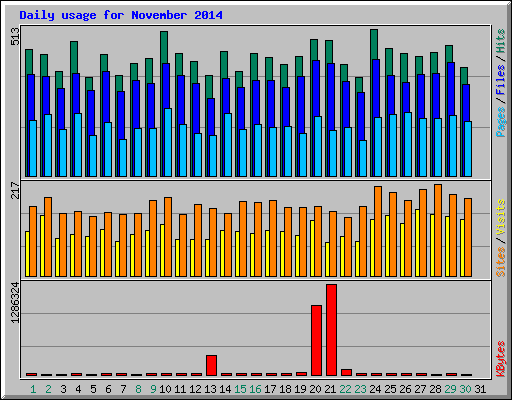 Daily usage for November 2014
513
Pages / Files / Hits
217
Sites / Visits
1286324
KBytes
1 2 3 4 5 6 7 8 9 10 11 12 13 14 15 16 17 18 19 20 21 22 23 24 25 26 27 28 29 30 31